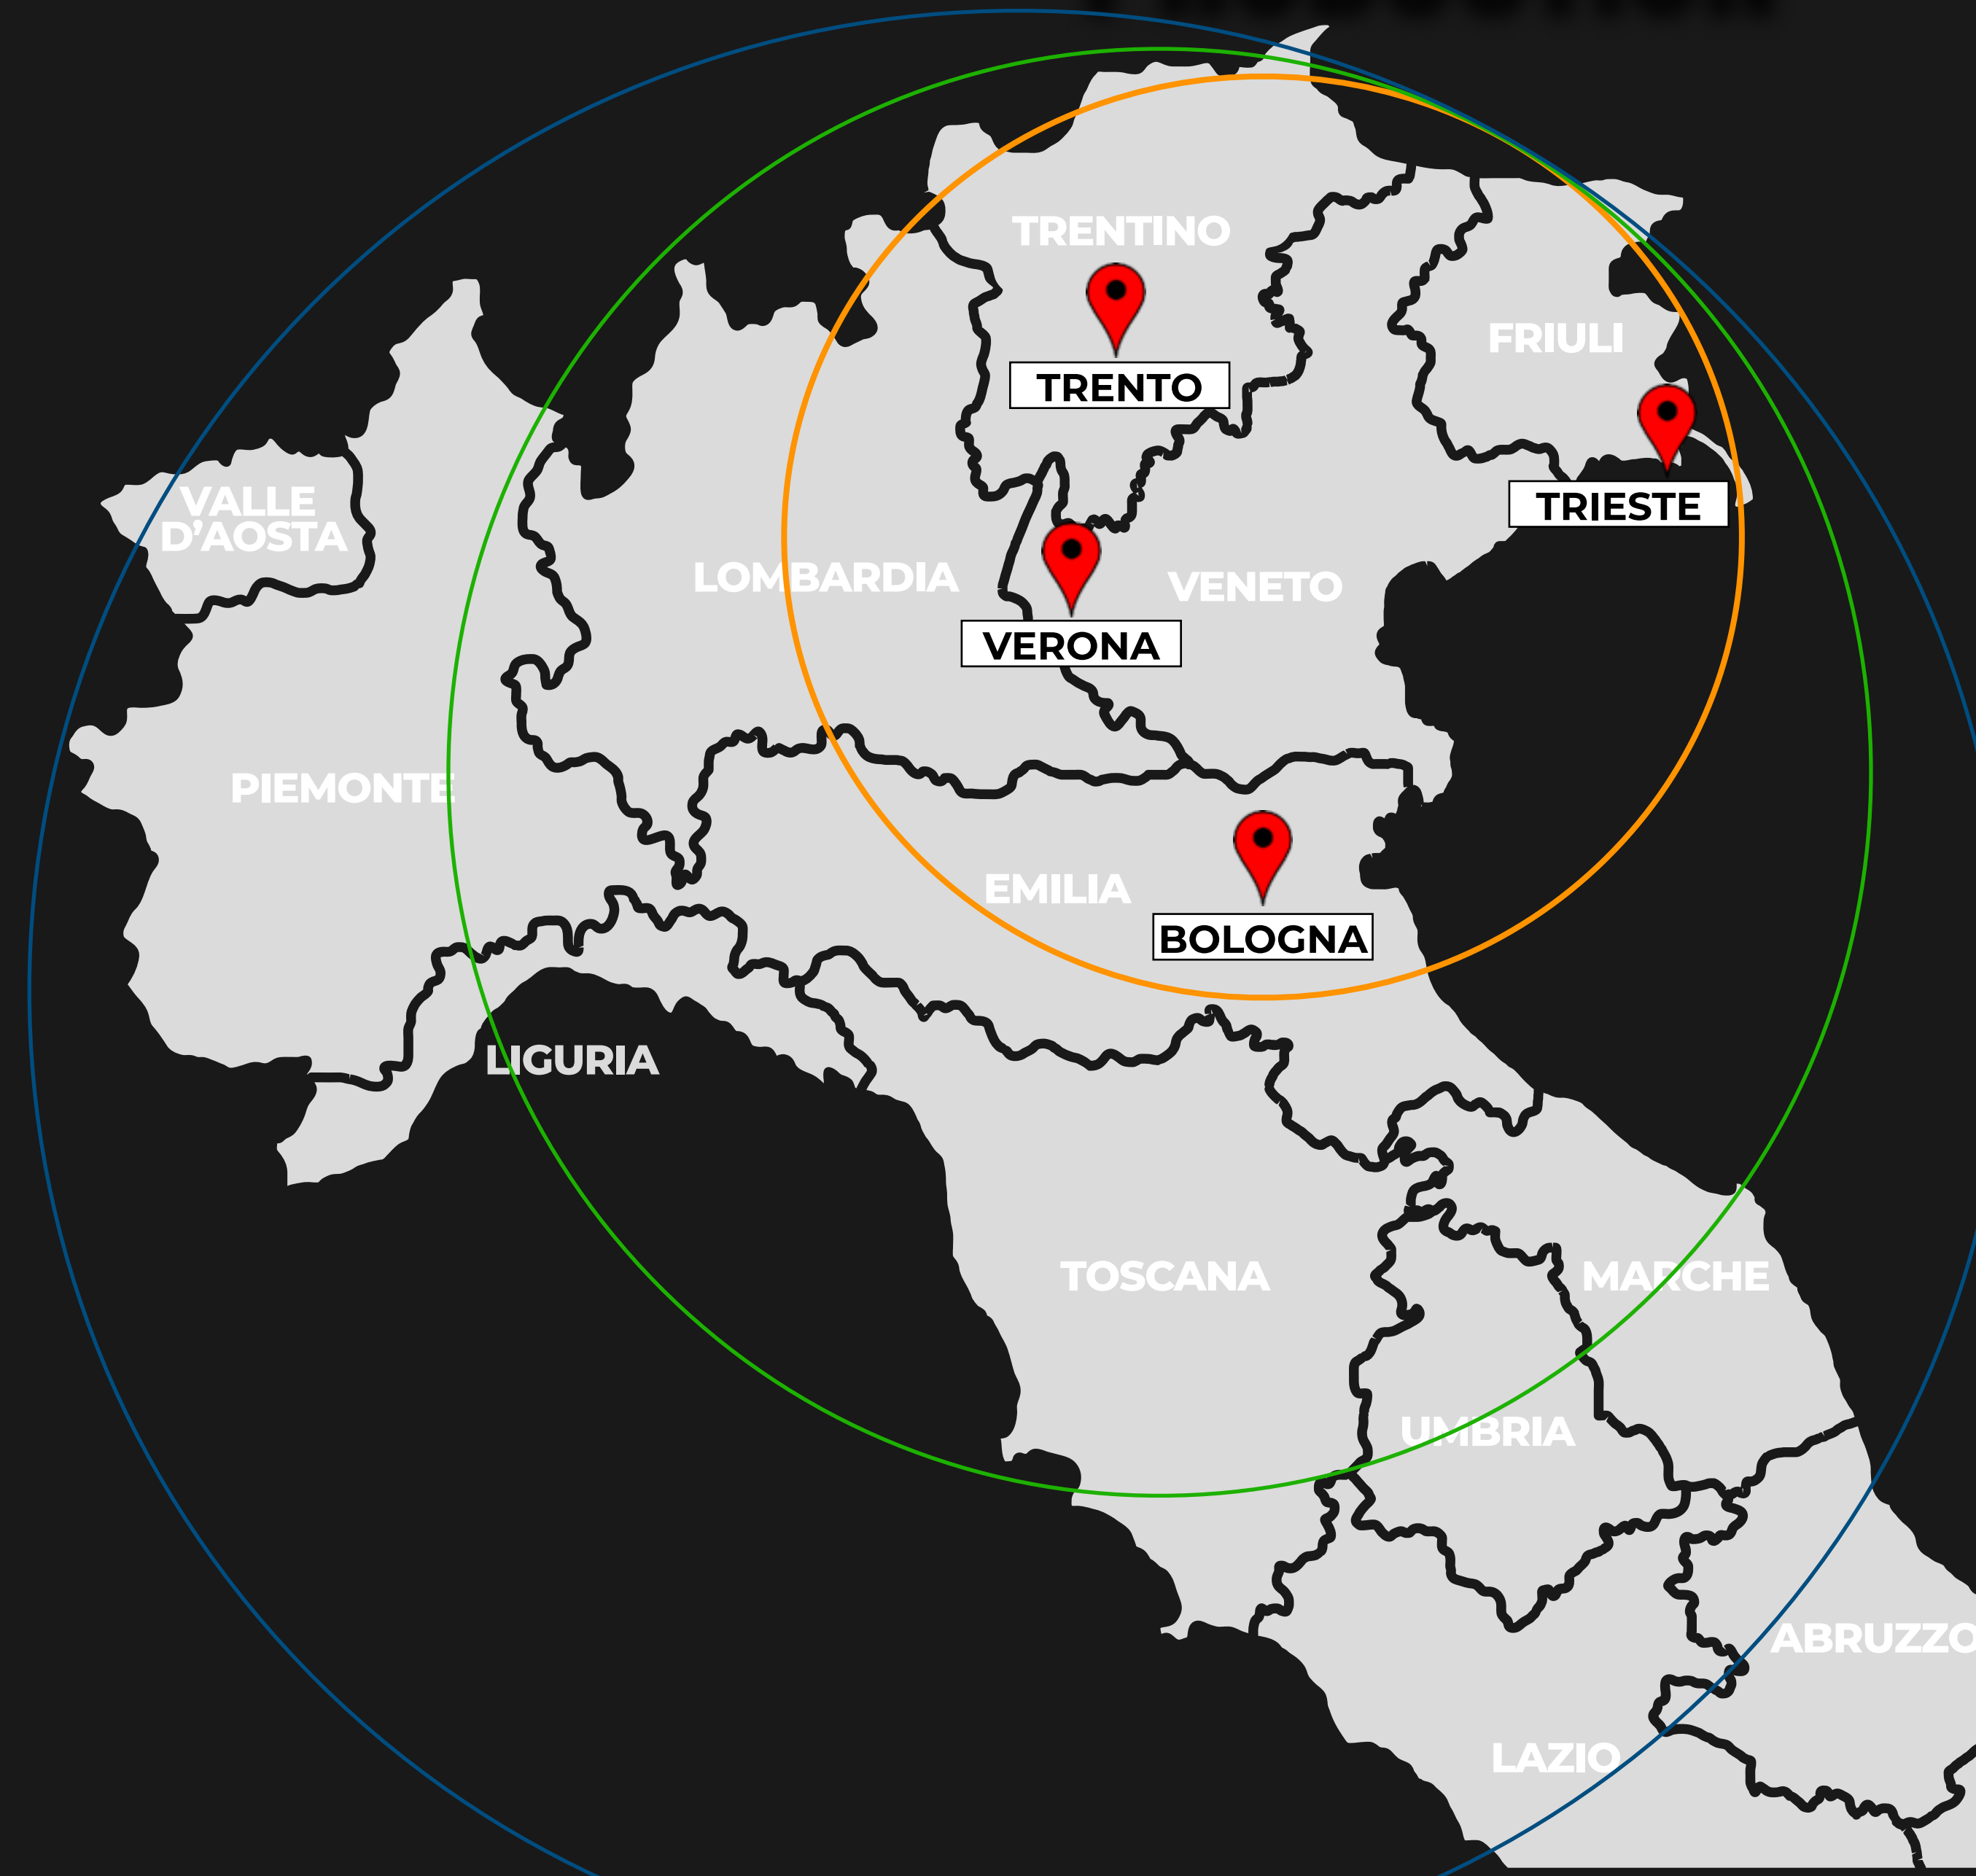 TRENTINO
FRIULI
TRENTO
TRIESTE
VALLE
D'AOSTA
LOMBARDIA
VENETO
VERONA
PIEMONTE
EMILIA
BOLOGNA
LIGURIA
TOSCANA
MARCHE
UMBRIA
ABRUZZO
LAZIO